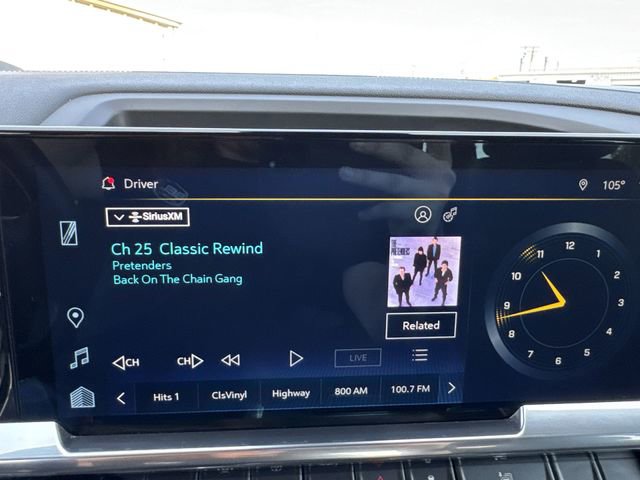 Driver
105°
SiriusXM
Ch 25 Classic Rewind
Pretenders
Back On The Chain Gang
THE PRETENDERS
Related
CH CH LIVE
Hits 1 ClsVinyl Highway 800 AM 100.7 FM
12
11 1
10 2
9 3
8 4
7 5
6